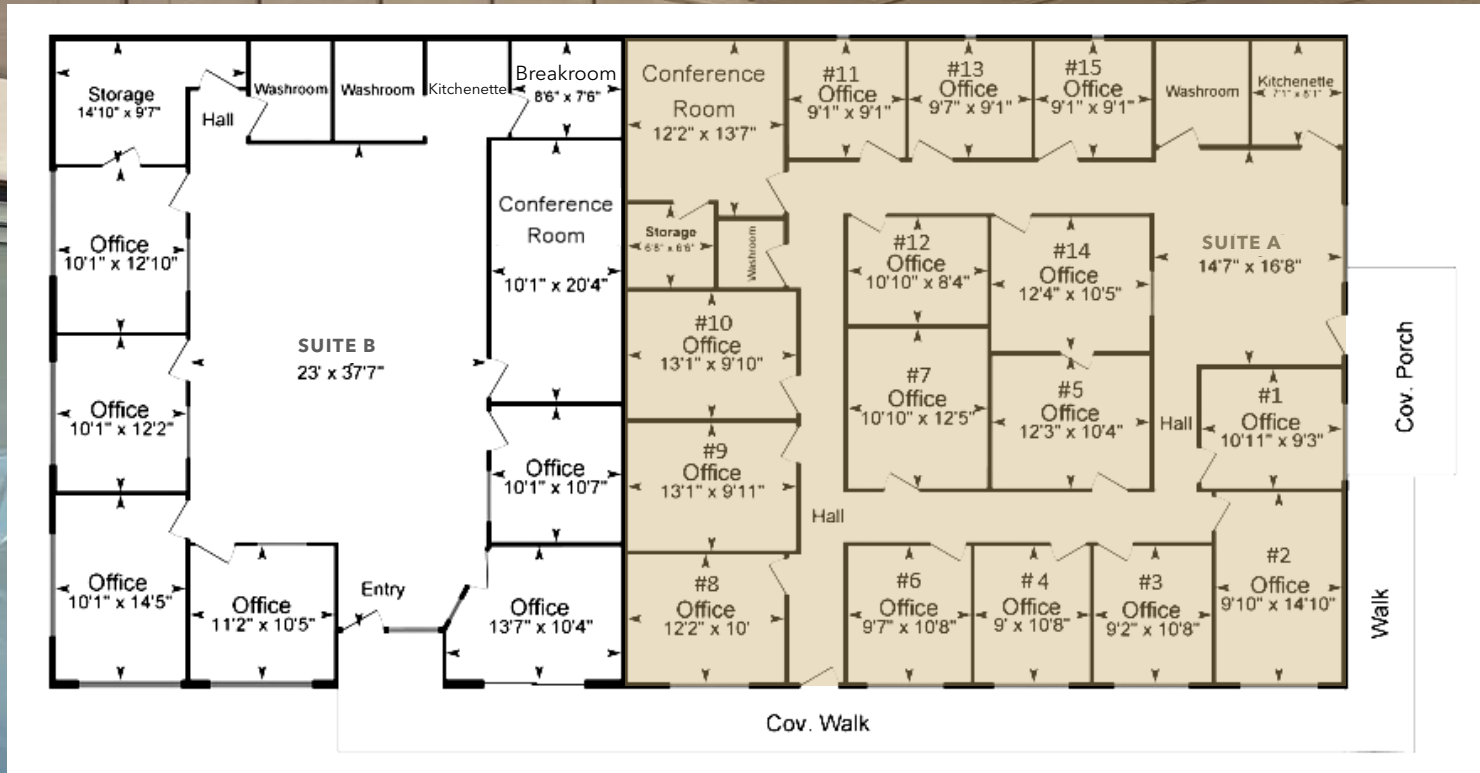 Storage
14'10" x 9'7"
Hall
Washroom
Washroom
Kitchenette
Breakroom
8'6" x 7'6"
Conference
Room
12'2" x 13'7"
#11
Office
9'1" x 9'1"
#13
Office
9'7" x 9'1"
#15
Office
9'1" x 9'1"
Washroom
Kitchenette
7'1" x 8'1"
Office
10'1" x 12'10"
Conference
Room
10'1" x 20'4"
Storage
6'8" x 6'6"
Washroom
#12
Office
10'10" x 8'4"
#14
Office
12'4" x 10'5"
SUITE A
14'7" x 16'8"
SUITE B
23' x 37'7"
#10
Office
13'1" x 9'10"
#7
Office
10'10" x 12'5"
#5
Office
12'3" x 10'4"
Hall
#1
Office
10'11" x 9'3"
Cov. Porch
Office
10'1" x 12'2"
Office
10'1" x 10'7"
#9
Office
13'1" x 9'11"
Hall
Office
10'1" x 14'5"
Office
11'2" x 10'5"
Entry
Office
13'7" x 10'4"
#8
Office
12'2" x 10'
#6
Office
9'7" x 10'8"
#4
Office
9' x 10'8"
#3
Office
9'2" x 10'8"
#2
Office
9'10" x 14'10"
Walk
Cov. Walk